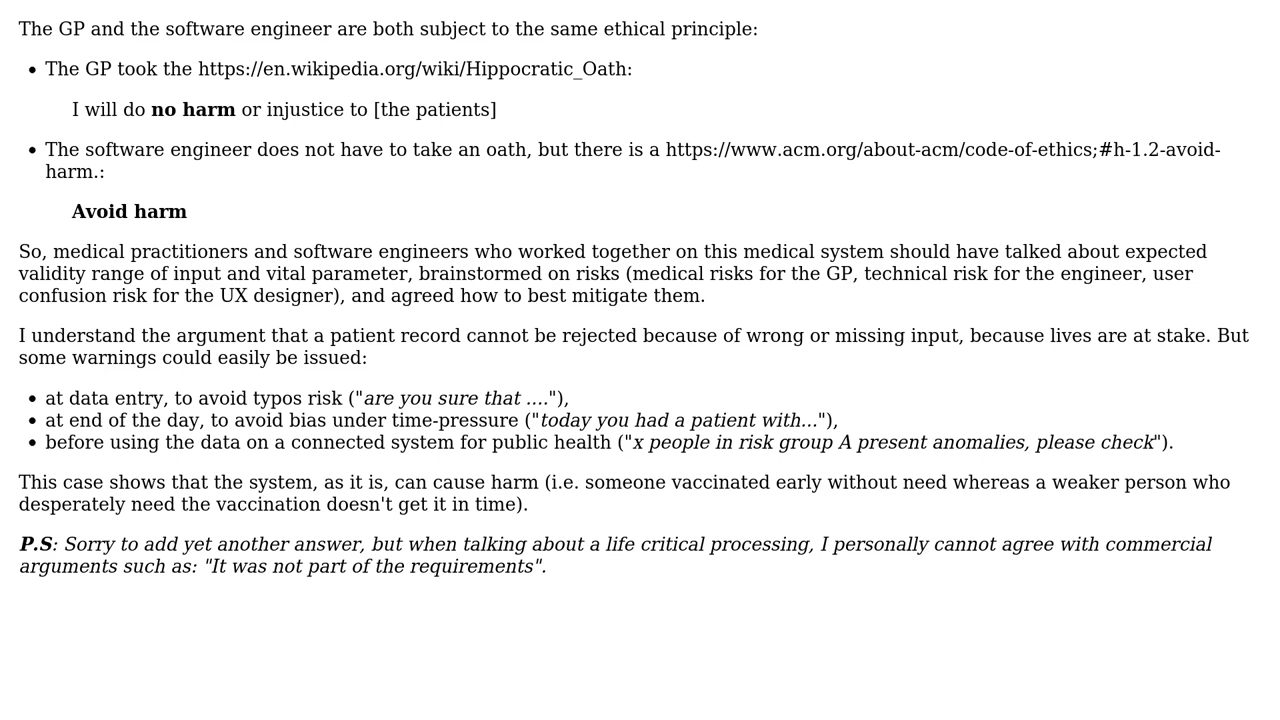 The GP and the software engineer are both subject to the same ethical principle:
• The GP took the https://en.wikipedia.org/wiki/Hippocratic_Oath:
I will do no harm or injustice to [the patients]
• The software engineer does not have to take an oath, but there is a https://www.acm.org/about-acm/code-of-ethics;#h-1.2-avoid-
harm.:
Avoid harm
So, medical practitioners and software engineers who worked together on this medical system should have talked about expected
validity range of input and vital parameter, brainstormed on risks (medical risks for the GP, technical risk for the engineer, user
confusion risk for the UX designer), and agreed how to best mitigate them.
I understand the argument that a patient record cannot be rejected because of wrong or missing input, because lives are at stake. But
some warnings could easily be issued:
• at data entry, to avoid typos risk ("are you sure that ...."),
• at end of the day, to avoid bias under time-pressure ("today you had a patient with..."),
• before using the data on a connected system for public health ("x people in risk group A present anomalies, please check").
This case shows that the system, as it is, can cause harm (i.e. someone vaccinated early without need whereas a weaker person who
desperately need the vaccination doesn't get it in time).
P.S: Sorry to add yet another answer, but when talking about a life critical processing, I personally cannot agree with commercial
arguments such as: "It was not part of the requirements".